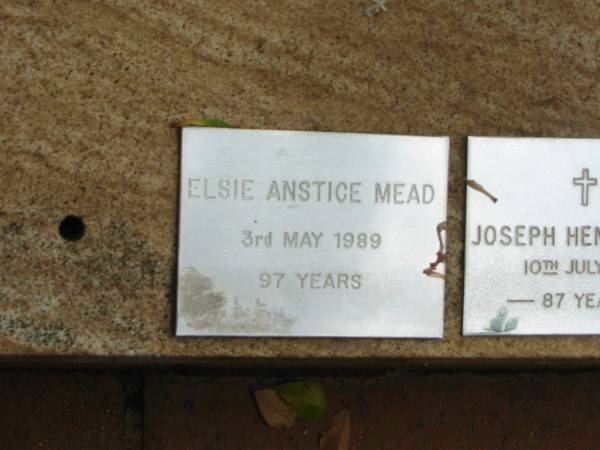 ELSIE ANSTICE MEAD
3rd MAY 1989
97 YEARS
JOSEPH HEN
10TH JULY
— 87 YEA